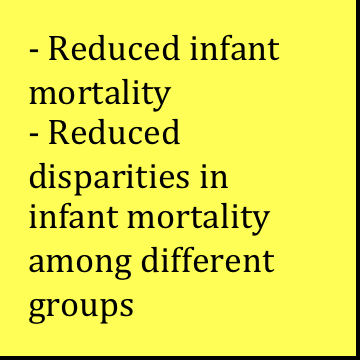 - Reduced infant
mortality
- Reduced
disparities in
infant mortality
among different
groups